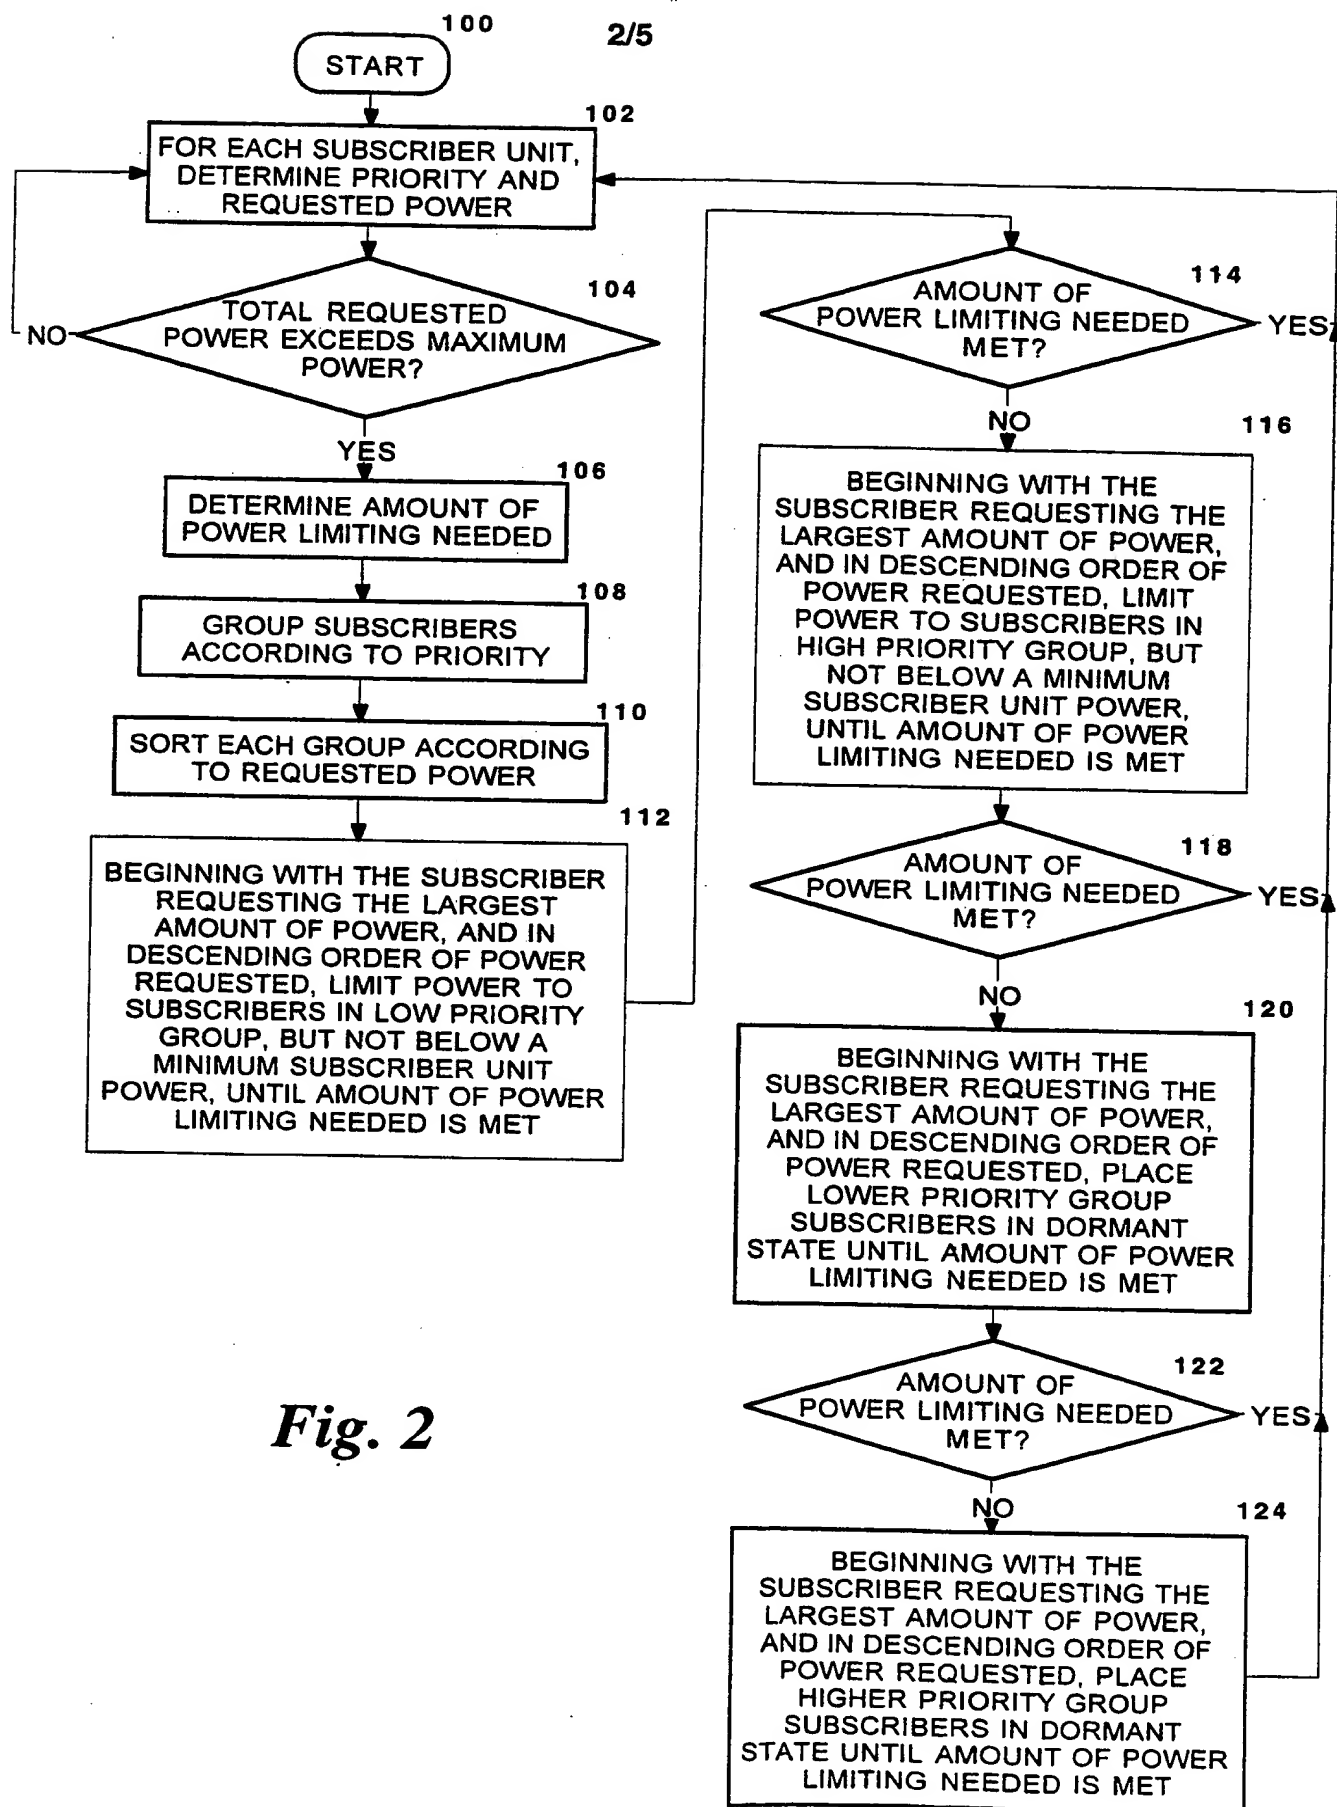 100
2/5
START
102
FOR EACH SUBSCRIBER UNIT,
DETERMINE PRIORITY AND
REQUESTED POWER
104
TOTAL REQUESTED
POWER EXCEEDS MAXIMUM
POWER?
NO
YES
106
DETERMINE AMOUNT OF
POWER LIMITING NEEDED
108
GROUP SUBSCRIBERS
ACCORDING TO PRIORITY
110
SORT EACH GROUP ACCORDING
TO REQUESTED POWER
112
BEGINNING WITH THE SUBSCRIBER
REQUESTING THE LARGEST
AMOUNT OF POWER, AND IN
DESCENDING ORDER OF POWER
REQUESTED, LIMIT POWER TO
SUBSCRIBERS IN LOW PRIORITY
GROUP, BUT NOT BELOW A
MINIMUM SUBSCRIBER UNIT
POWER, UNTIL AMOUNT OF POWER
LIMITING NEEDED IS MET
114
AMOUNT OF
POWER LIMITING NEEDED
MET?
YES
NO
116
BEGINNING WITH THE
SUBSCRIBER REQUESTING THE
LARGEST AMOUNT OF POWER,
AND IN DESCENDING ORDER OF
POWER REQUESTED, LIMIT
POWER TO SUBSCRIBERS IN
HIGH PRIORITY GROUP, BUT
NOT BELOW A MINIMUM
SUBSCRIBER UNIT POWER,
UNTIL AMOUNT OF POWER
LIMITING NEEDED IS MET
118
AMOUNT OF
POWER LIMITING NEEDED
MET?
YES
NO
120
BEGINNING WITH THE
SUBSCRIBER REQUESTING THE
LARGEST AMOUNT OF POWER,
AND IN DESCENDING ORDER OF
POWER REQUESTED, PLACE
LOWER PRIORITY GROUP
SUBSCRIBERS IN DORMANT
STATE UNTIL AMOUNT OF POWER
LIMITING NEEDED IS MET
122
AMOUNT OF
POWER LIMITING NEEDED
MET?
YES
NO
124
BEGINNING WITH THE
SUBSCRIBER REQUESTING THE
LARGEST AMOUNT OF POWER,
AND IN DESCENDING ORDER OF
POWER REQUESTED, PLACE
HIGHER PRIORITY GROUP
SUBSCRIBERS IN DORMANT
STATE UNTIL AMOUNT OF POWER
LIMITING NEEDED IS MET
Fig. 2